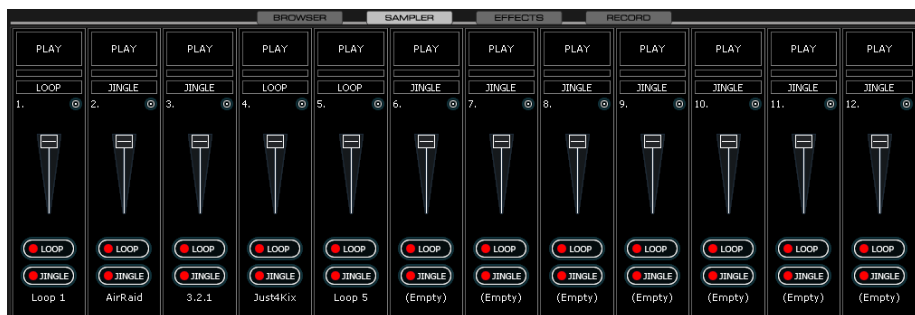 BROWSER SAMPLER EFFECTS RECORD
PLAY PLAY PLAY PLAY PLAY PLAY PLAY PLAY PLAY PLAY PLAY PLAY
LOOP JINGLE JINGLE LOOP LOOP JINGLE JINGLE JINGLE JINGLE JINGLE JINGLE JINGLE
1. 2. 3. 4. 5. 6. 7. 8. 9. 10. 11. 12.
LOOP LOOP LOOP LOOP LOOP LOOP LOOP LOOP LOOP LOOP LOOP LOOP
JINGLE JINGLE JINGLE JINGLE JINGLE JINGLE JINGLE JINGLE JINGLE JINGLE JINGLE JINGLE
Loop 1 AirRaid 3.2.1 Just4Kix Loop 5 (Empty) (Empty) (Empty) (Empty) (Empty) (Empty) (Empty)